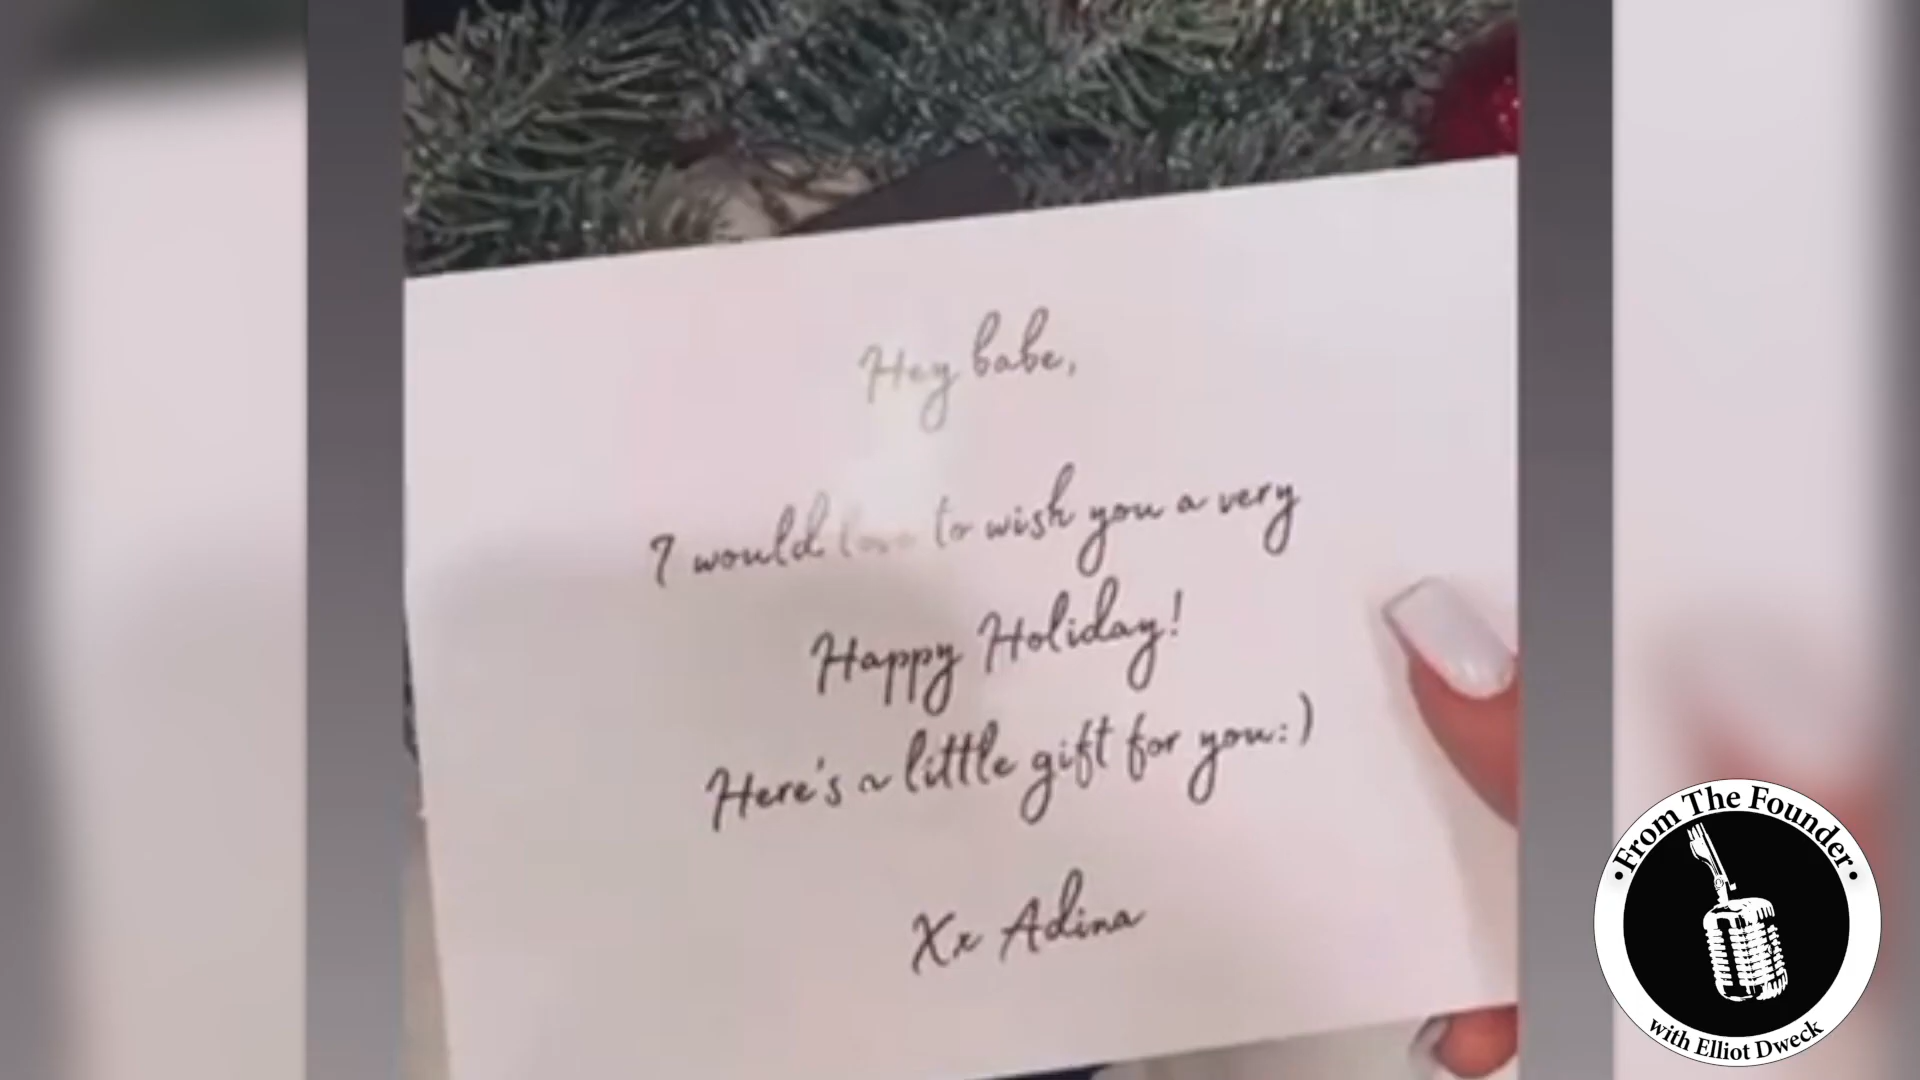 Hey babe,
I would love to wish you a very
Happy Holiday!
Here's a little gift for you:)
Xx Adina
From The Founder
with Elliot Dweck